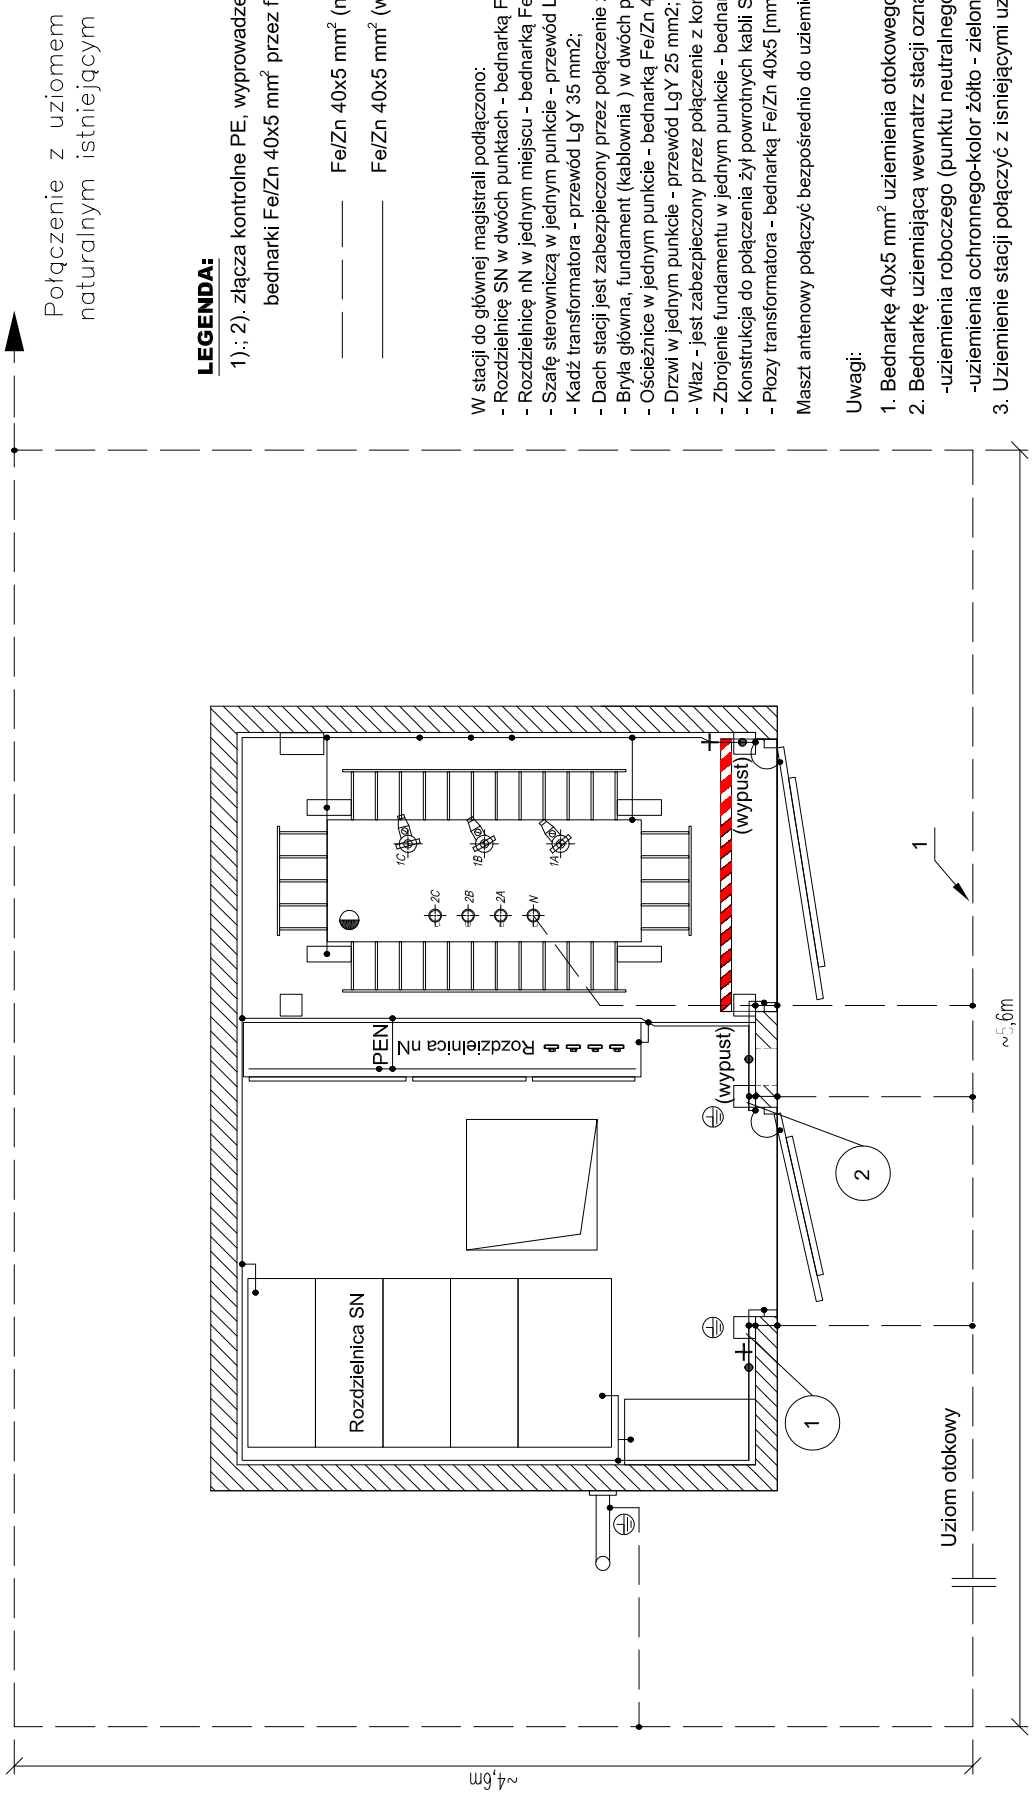 Połączenie z uziomem
naturalnym istniejącym
LEGENDA:
1).; 2). złącza kontrolne PE, wyprowadze
bednarki Fe/Zn 40x5 mm² przez f
Fe/Zn 40x5 mm² (n
Fe/Zn 40x5 mm² (w
W stacji do głównej magistrali podłączono:
- Rozdzielnicę SN w dwóch punktach - bednarką F
- Rozdzielnicę nN w jednym miejscu - bednarką Fe
- Szafę sterowniczą w jednym punkcie - przewód L
- Kadź transformatora - przewód LgY 35 mm2;
- Dach stacji jest zabezpieczony przez połączenie z
- Bryła główna, fundament (kablownia ) w dwóch p
- Ościeżnice w jednym punkcie - bednarką Fe/Zn 4
- Drzwi w jednym punkcie - przewód LgY 25 mm2;
- Właz - jest zabezpieczony przez połączenie z kon
- Zbrojenie fundamentu w jednym punkcie - bednar
- Konstrukcja do połączenia żył powrotnych kabli S
- Płozy transformatora - bednarką Fe/Zn 40x5 [mm
Maszt antenowy połączyć bezpośrednio do uziemie
Uwagi:
1. Bednarkę 40x5 mm² uziemienia otokowego
2. Bednarkę uziemiającą wewnątrz stacji ozna
-uziemienia roboczego (punktu neutralnego
-uziemienia ochronnego-kolor żółto - zielon
3. Uziemienie stacji połączyć z isniejącymi uz
1C
1B
1A
2C
2B
2A
N
(wypust)
PEN
Rozdzielnica nN
(wypust)
Rozdzielnica SN
1
2
1
Uziom otokowy
~5,6m
~4,6m